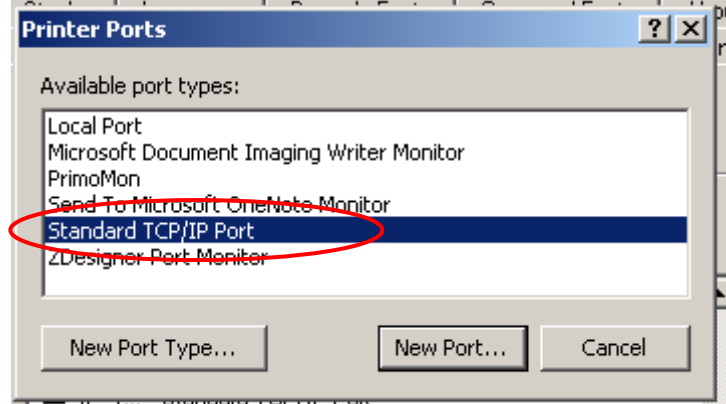 Printer Ports
Available port types:
Local Port
Microsoft Document Imaging Writer Monitor
PrimoMon
Send To Microsoft OneNote Monitor
Standard TCP/IP Port
ZDesigner Port Monitor
New Port Type...
New Port...
Cancel